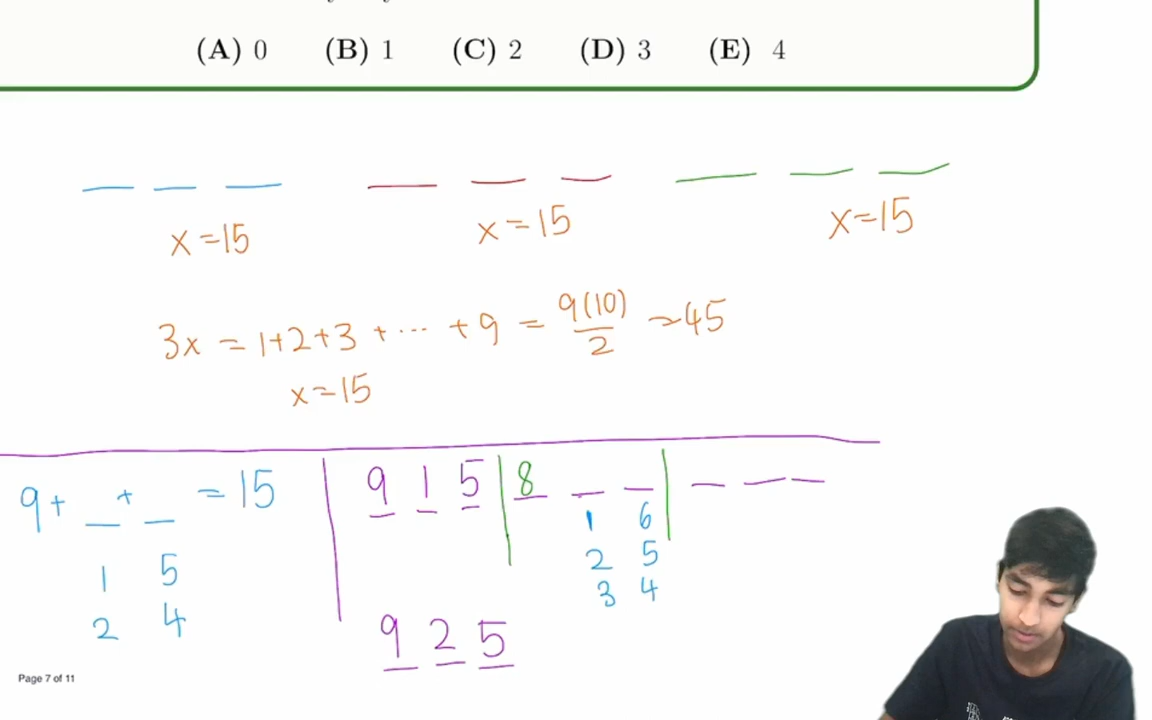 (A) 0 (B) 1 (C) 2 (D) 3 (E) 4
x=15 x=15 x=15
3x = 1+2+3+⋯+9 = 9(10)/2 = 45
x=15
9+_+_=15
1 5
2 4
9 1 5 | 8 _ _ | _ _ _
1 6
2 5
3 4
9 2 5
Page 7 of 11